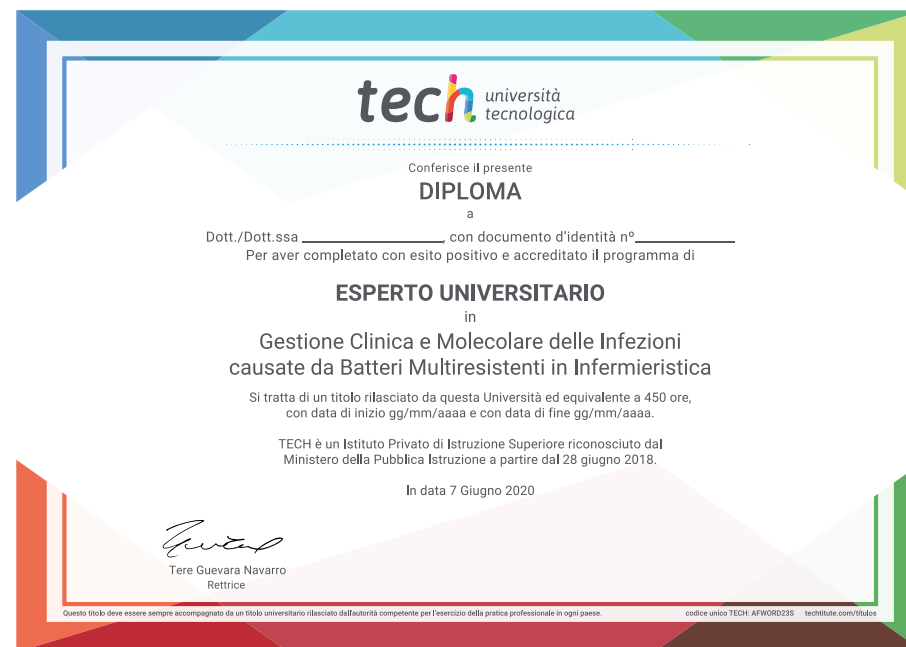 tech università
tecnologica
Conferisce il presente
DIPLOMA
a
Dott./Dott.ssa ____________________, con documento d'identità nº______________
Per aver completato con esito positivo e accreditato il programma di
ESPERTO UNIVERSITARIO
in
Gestione Clinica e Molecolare delle Infezioni
causate da Batteri Multiresistenti in Infermieristica
Si tratta di un titolo rilasciato da questa Università ed equivalente a 450 ore,
con data di inizio gg/mm/aaaa e con data di fine gg/mm/aaaa.
TECH è un Istituto Privato di Istruzione Superiore riconosciuto dal
Ministero della Pubblica Istruzione a partire dal 28 giugno 2018.
In data 7 Giugno 2020
Tere Guevara Navarro
Rettrice
Questo titolo deve essere sempre accompagnato da un titolo universitario rilasciato dall'autorità competente per l'esercizio della pratica professionale in ogni paese. codice unico TECH: AFWORD23S techtitute.com/titulos